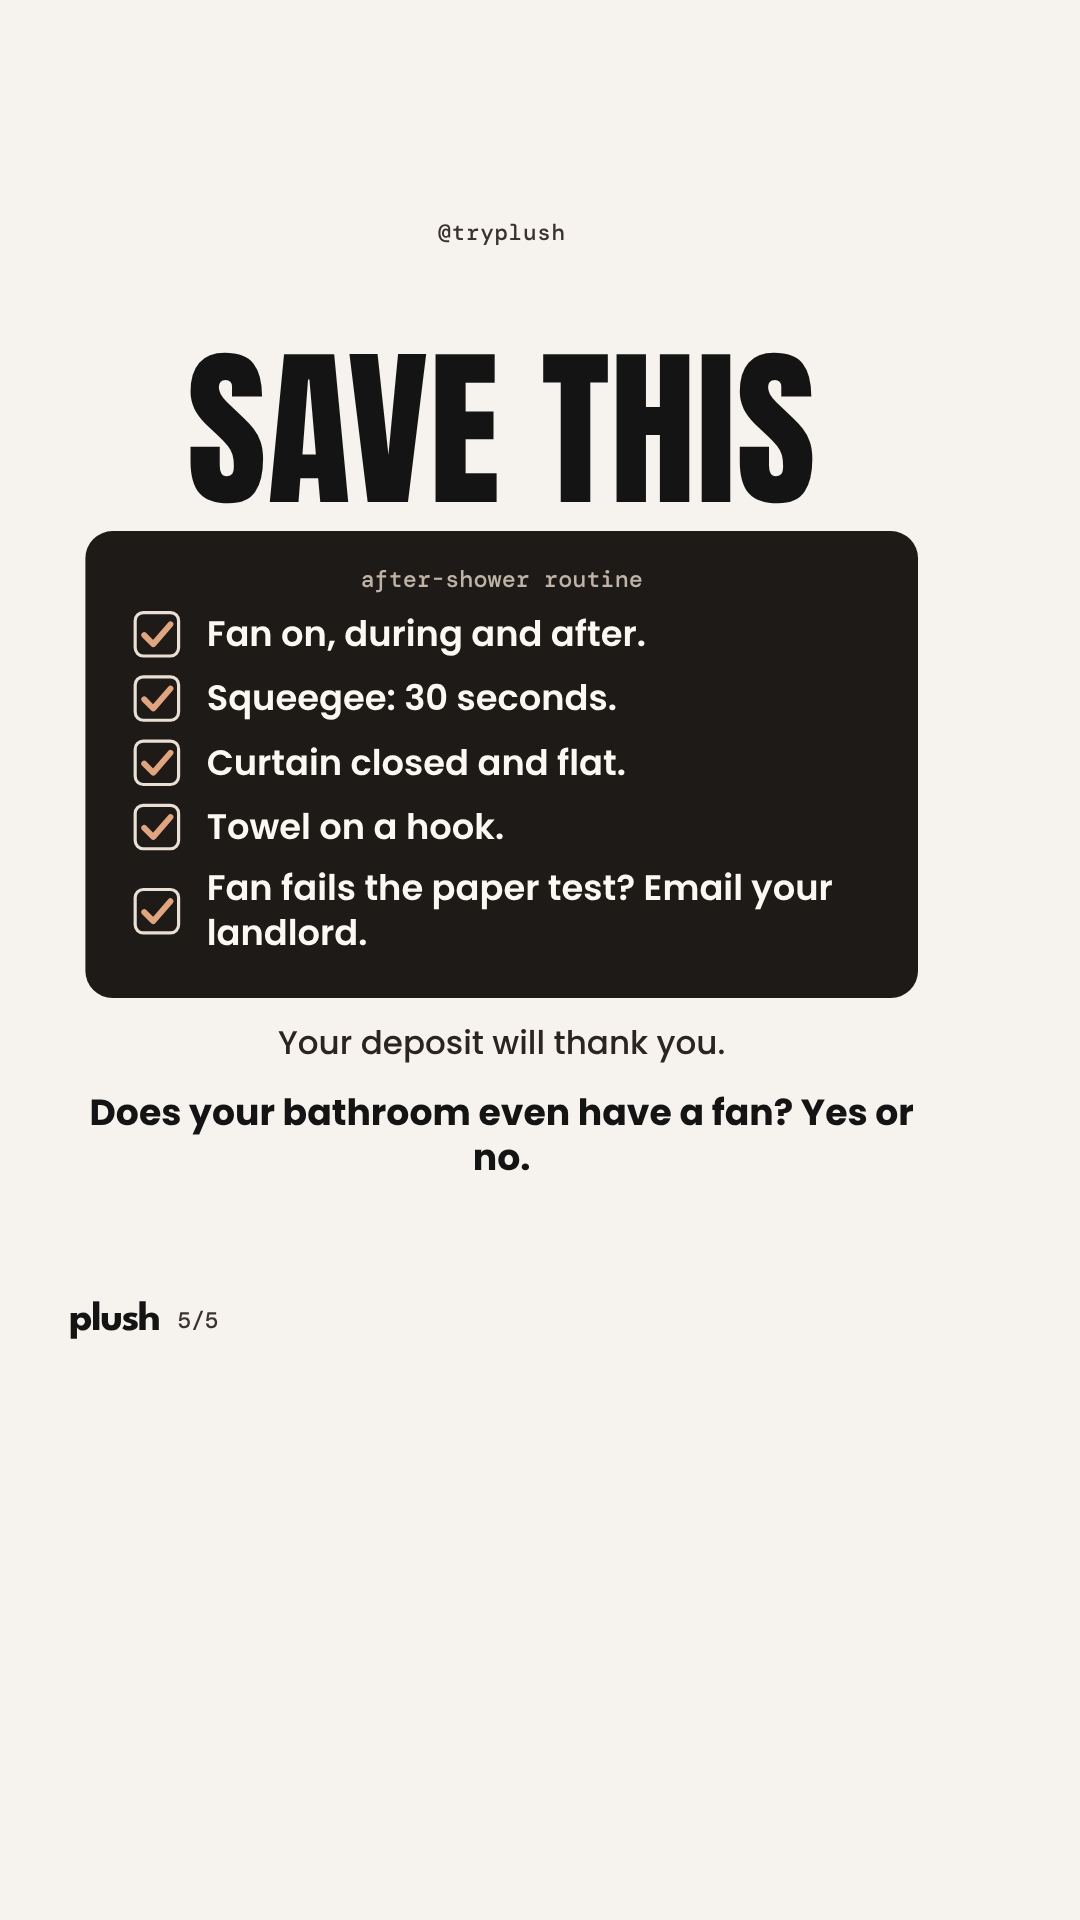 @tryplush
SAVE THIS
after-shower routine
Fan on, during and after.
Squeegee: 30 seconds.
Curtain closed and flat.
Towel on a hook.
Fan fails the paper test? Email your
landlord.
Your deposit will thank you.
Does your bathroom even have a fan? Yes or
no.
plush 5/5